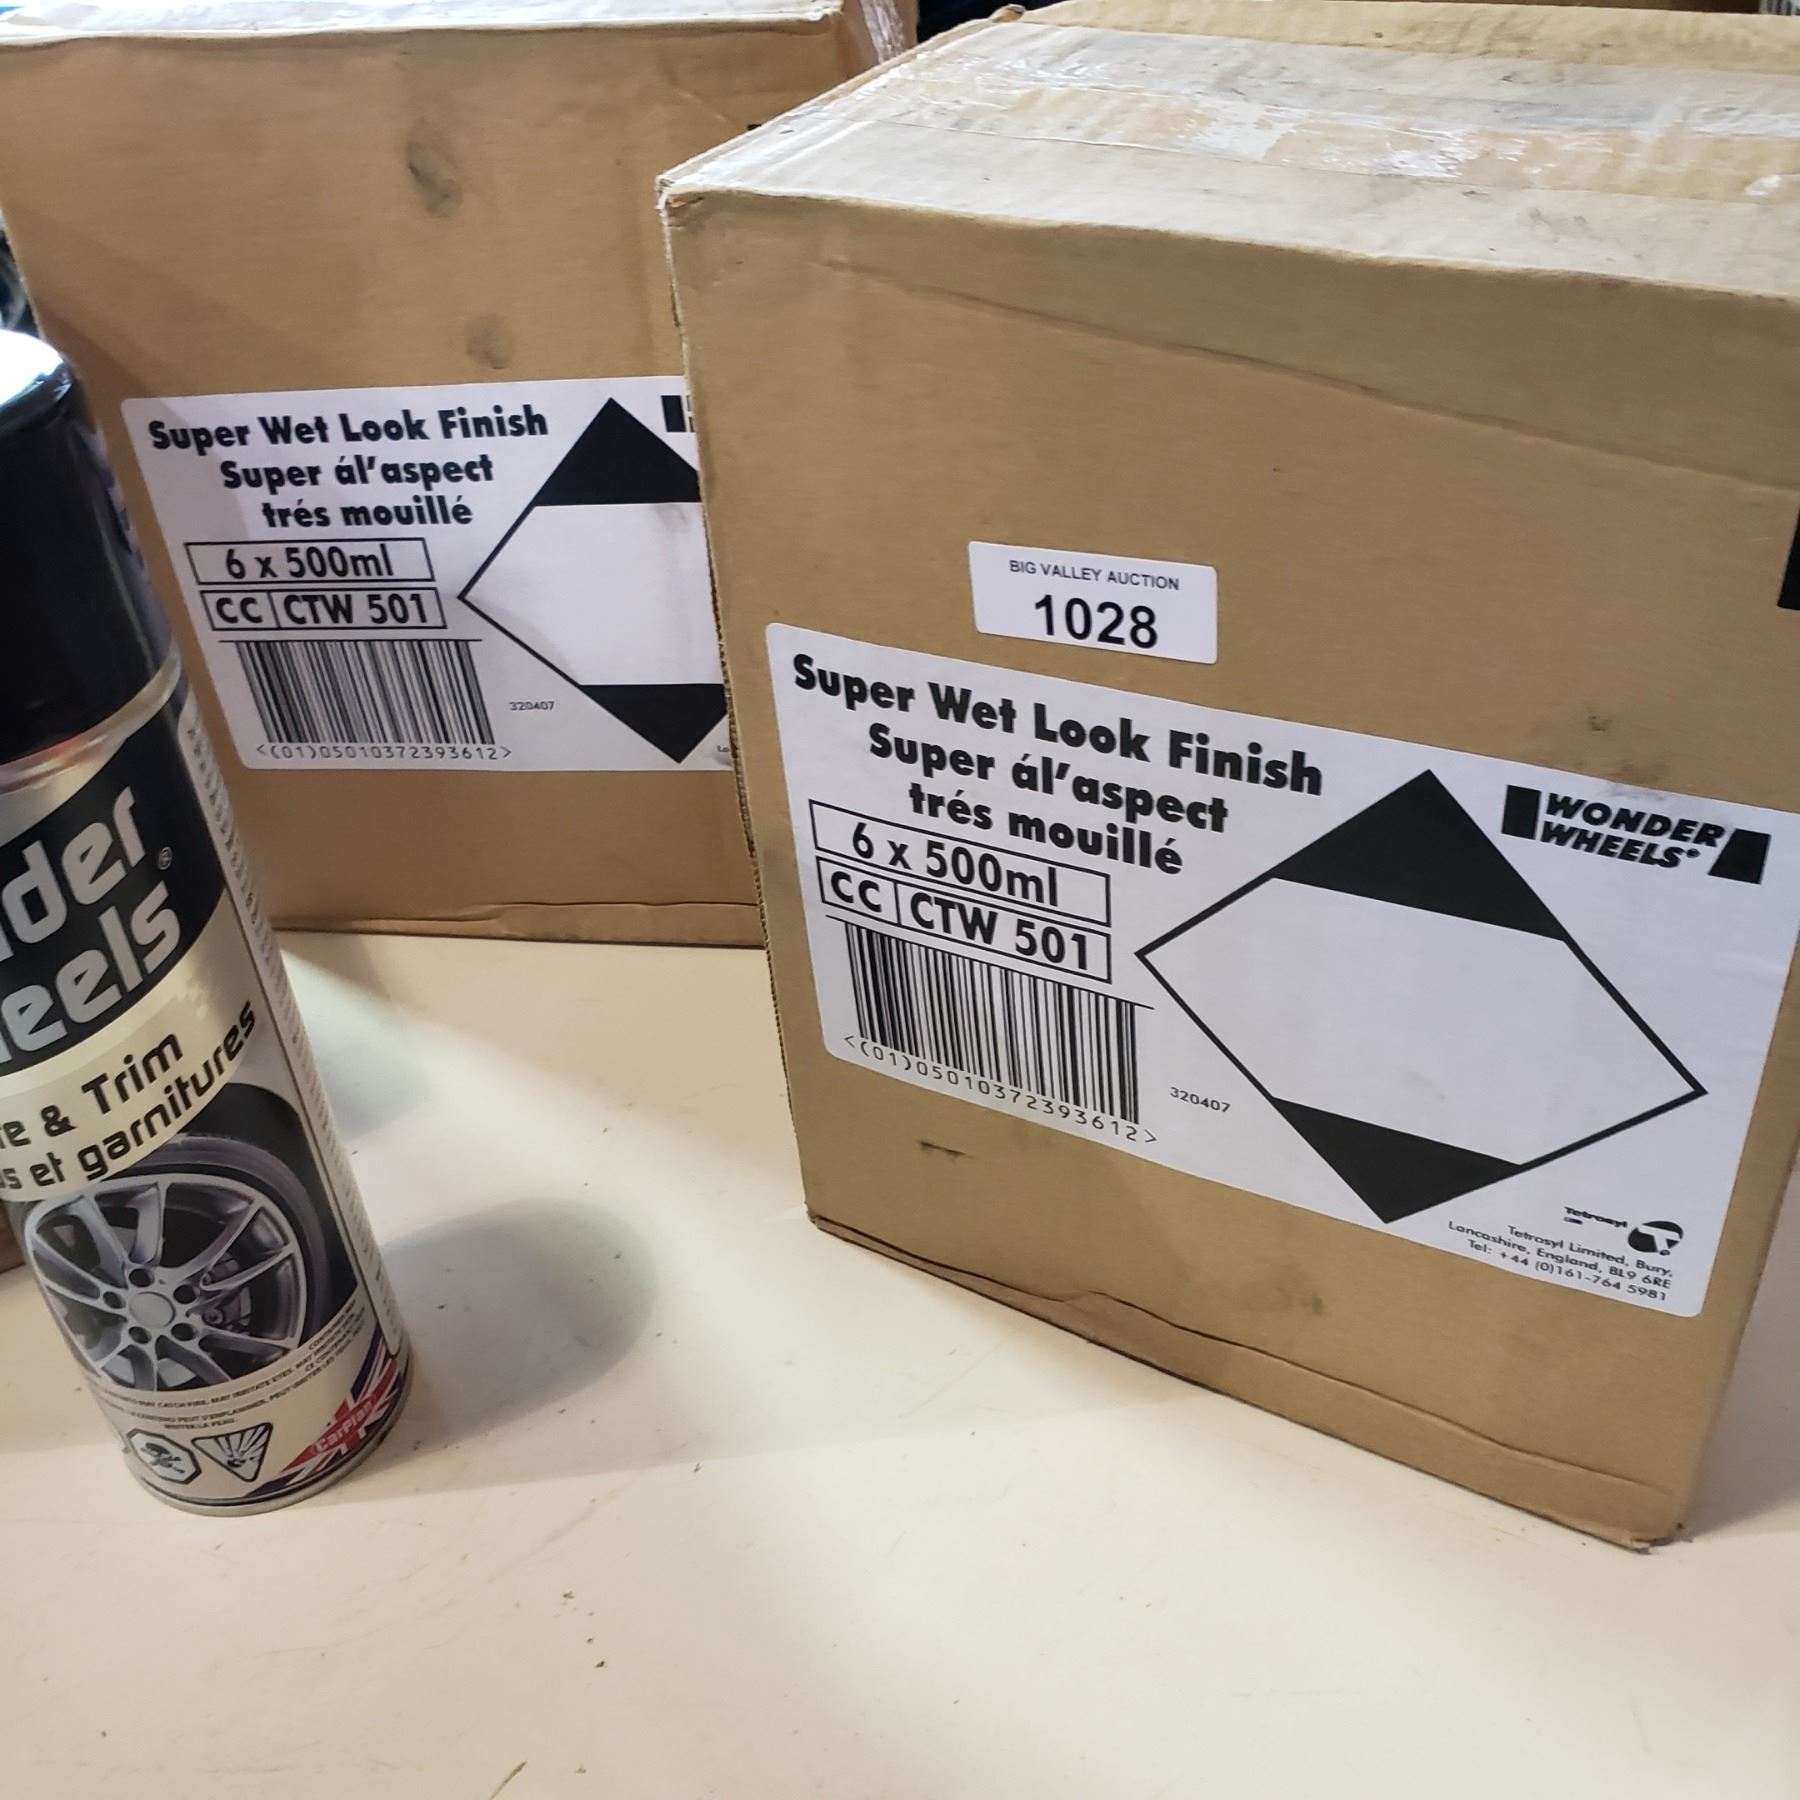 Super Wet Look Finish
Super ál'aspect
trés mouillé
6 x 500ml
CC CTW 501
320407
<(01)05010372393612>
BIG VALLEY AUCTION
1028
Super Wet Look Finish
Super ál'aspect
trés mouillé
6 x 500ml
CC CTW 501
<(01)05010372393612>
320407
WONDER
WHEELS®
Tetrosyl
Tetrosyl Limited, Bury,
Lancashire, England, BL9 6RE
Tel: +44 (0)161-764 5981
der
eels®
e & Trim
s et garnitures
CarPlan